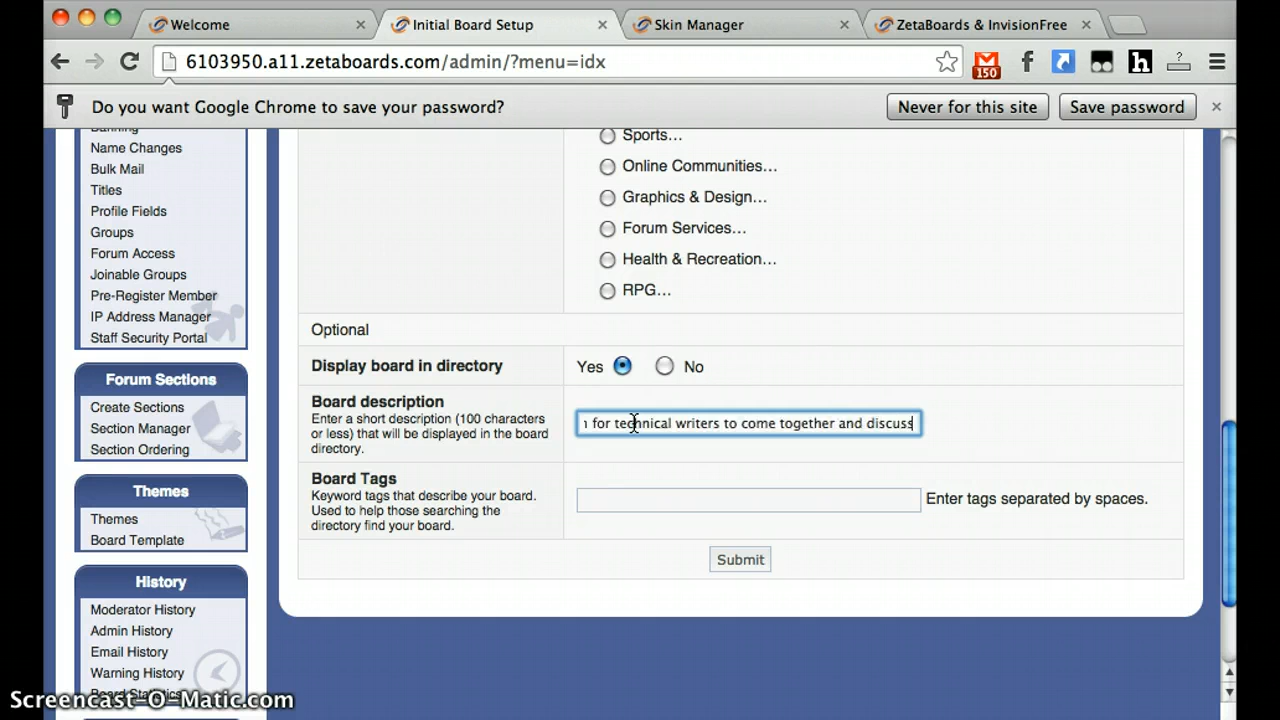 Welcome
Initial Board Setup
Skin Manager
ZetaBoards & InvisionFree
6103950.a11.zetaboards.com/admin/?menu=idx
150
Do you want Google Chrome to save your password?
Never for this site
Save password
Banning
Name Changes
Bulk Mail
Titles
Profile Fields
Groups
Forum Access
Joinable Groups
Pre-Register Member
IP Address Manager
Staff Security Portal
Forum Sections
Create Sections
Section Manager
Section Ordering
Themes
Themes
Board Template
History
Moderator History
Admin History
Email History
Warning History
Board Statistics
Sports...
Online Communities...
Graphics & Design...
Forum Services...
Health & Recreation...
RPG...
Optional
Display board in directory
Yes
No
Board description
Enter a short description (100 characters
or less) that will be displayed in the board
directory.
for technical writers to come together and discuss
Board Tags
Keyword tags that describe your board.
Used to help those searching the
directory find your board.
Enter tags separated by spaces.
Submit
Screencast-O-Matic.com